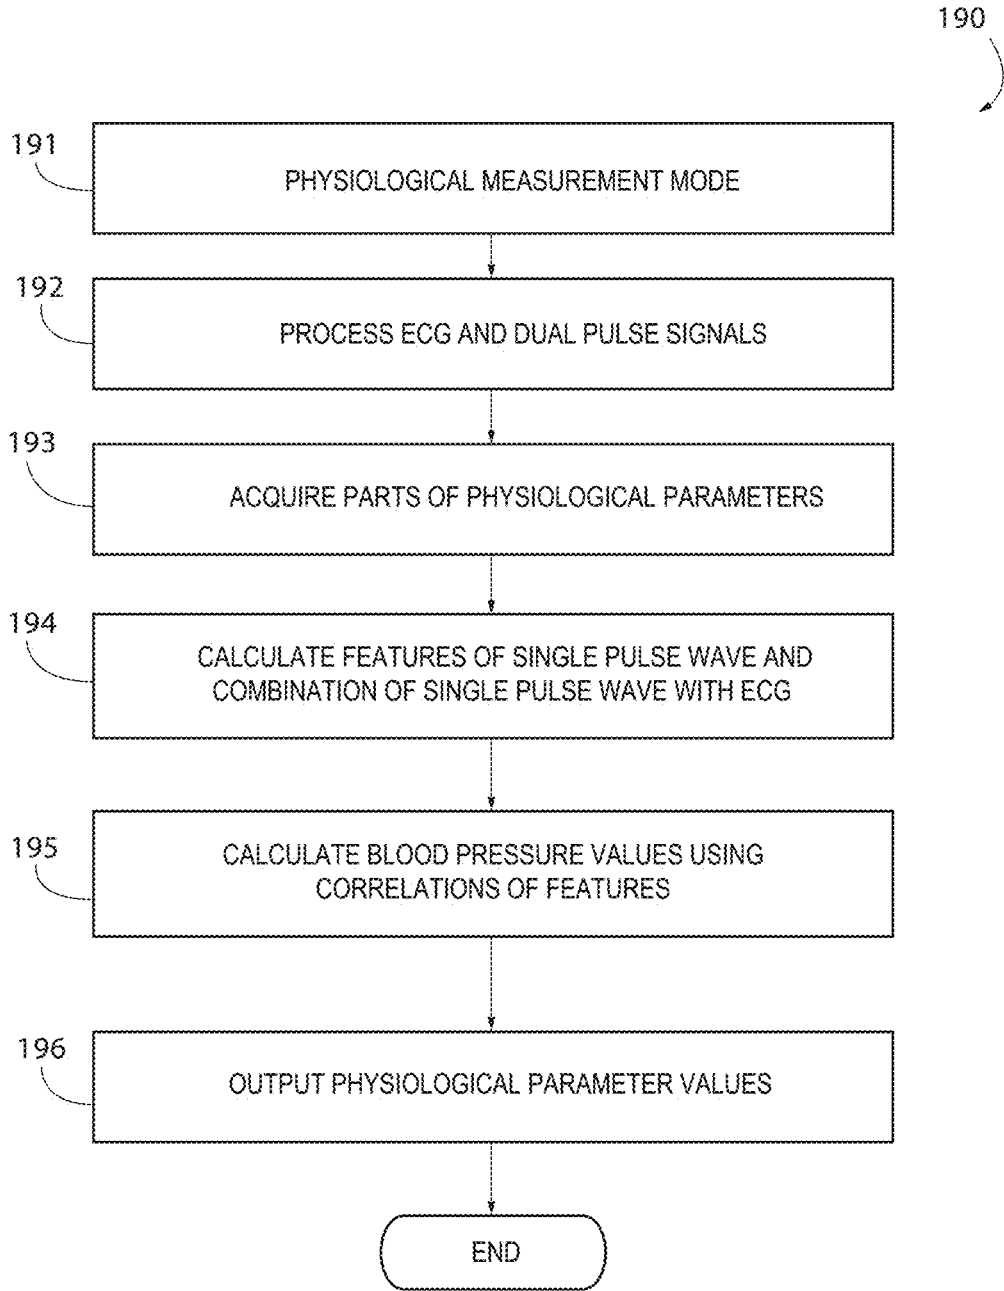 190
191
PHYSIOLOGICAL MEASUREMENT MODE
192
PROCESS ECG AND DUAL PULSE SIGNALS
193
ACQUIRE PARTS OF PHYSIOLOGICAL PARAMETERS
194
CALCULATE FEATURES OF SINGLE PULSE WAVE AND
COMBINATION OF SINGLE PULSE WAVE WITH ECG
195
CALCULATE BLOOD PRESSURE VALUES USING
CORRELATIONS OF FEATURES
196
OUTPUT PHYSIOLOGICAL PARAMETER VALUES
END